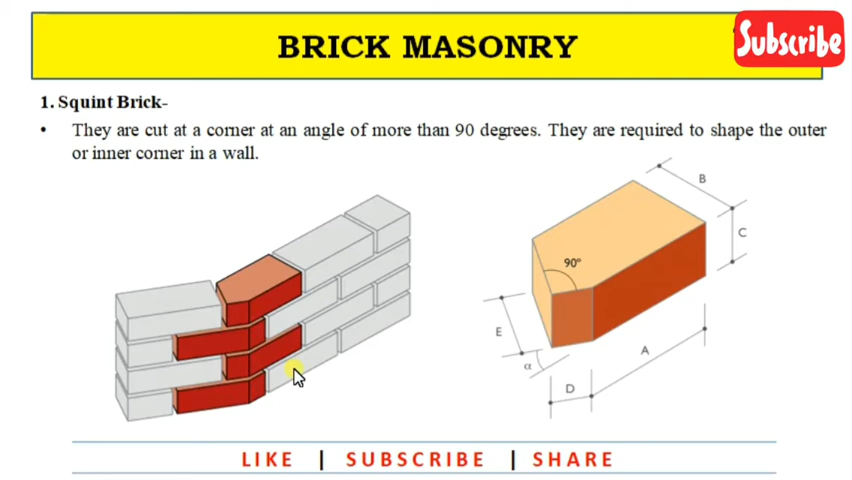 BRICK MASONRY
Subscribe
1. Squint Brick-
• They are cut at a corner at an angle of more than 90 degrees. They are required to shape the outer
or inner corner in a wall.
B
C
90°
E
A
α
D
LIKE | SUBSCRIBE | SHARE